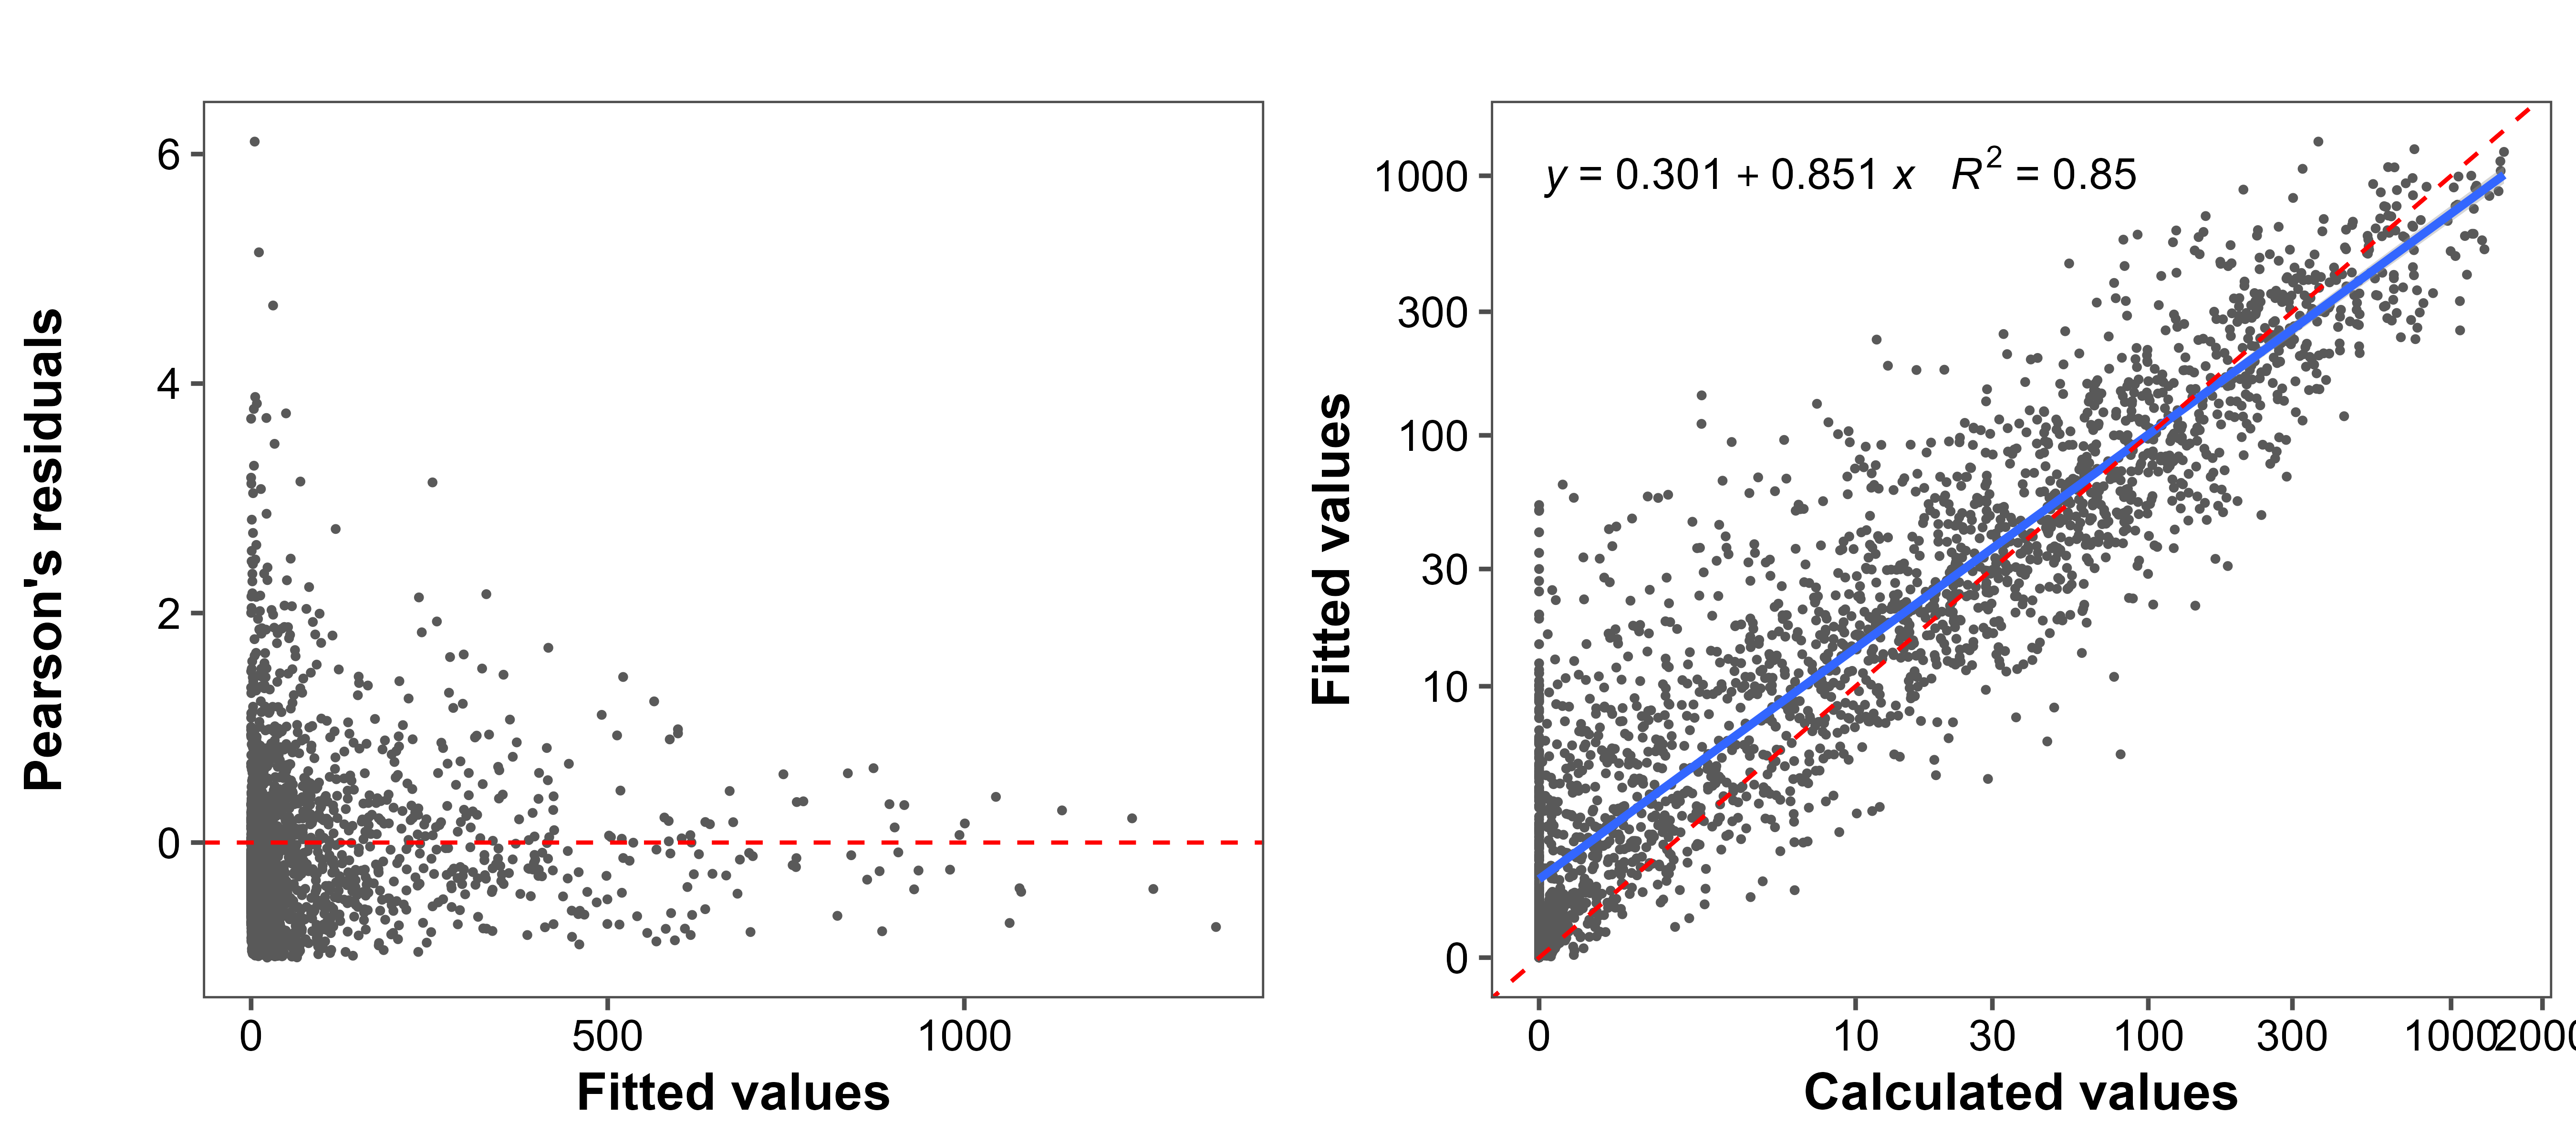 Pearson's residuals
6
4
2
0
0 500 1000
Fitted values
Fitted values
y = 0.301 + 0.851 x R² = 0.85
1000
300
100
30
10
0
0 10 30 100 300 1000 2000
Calculated values